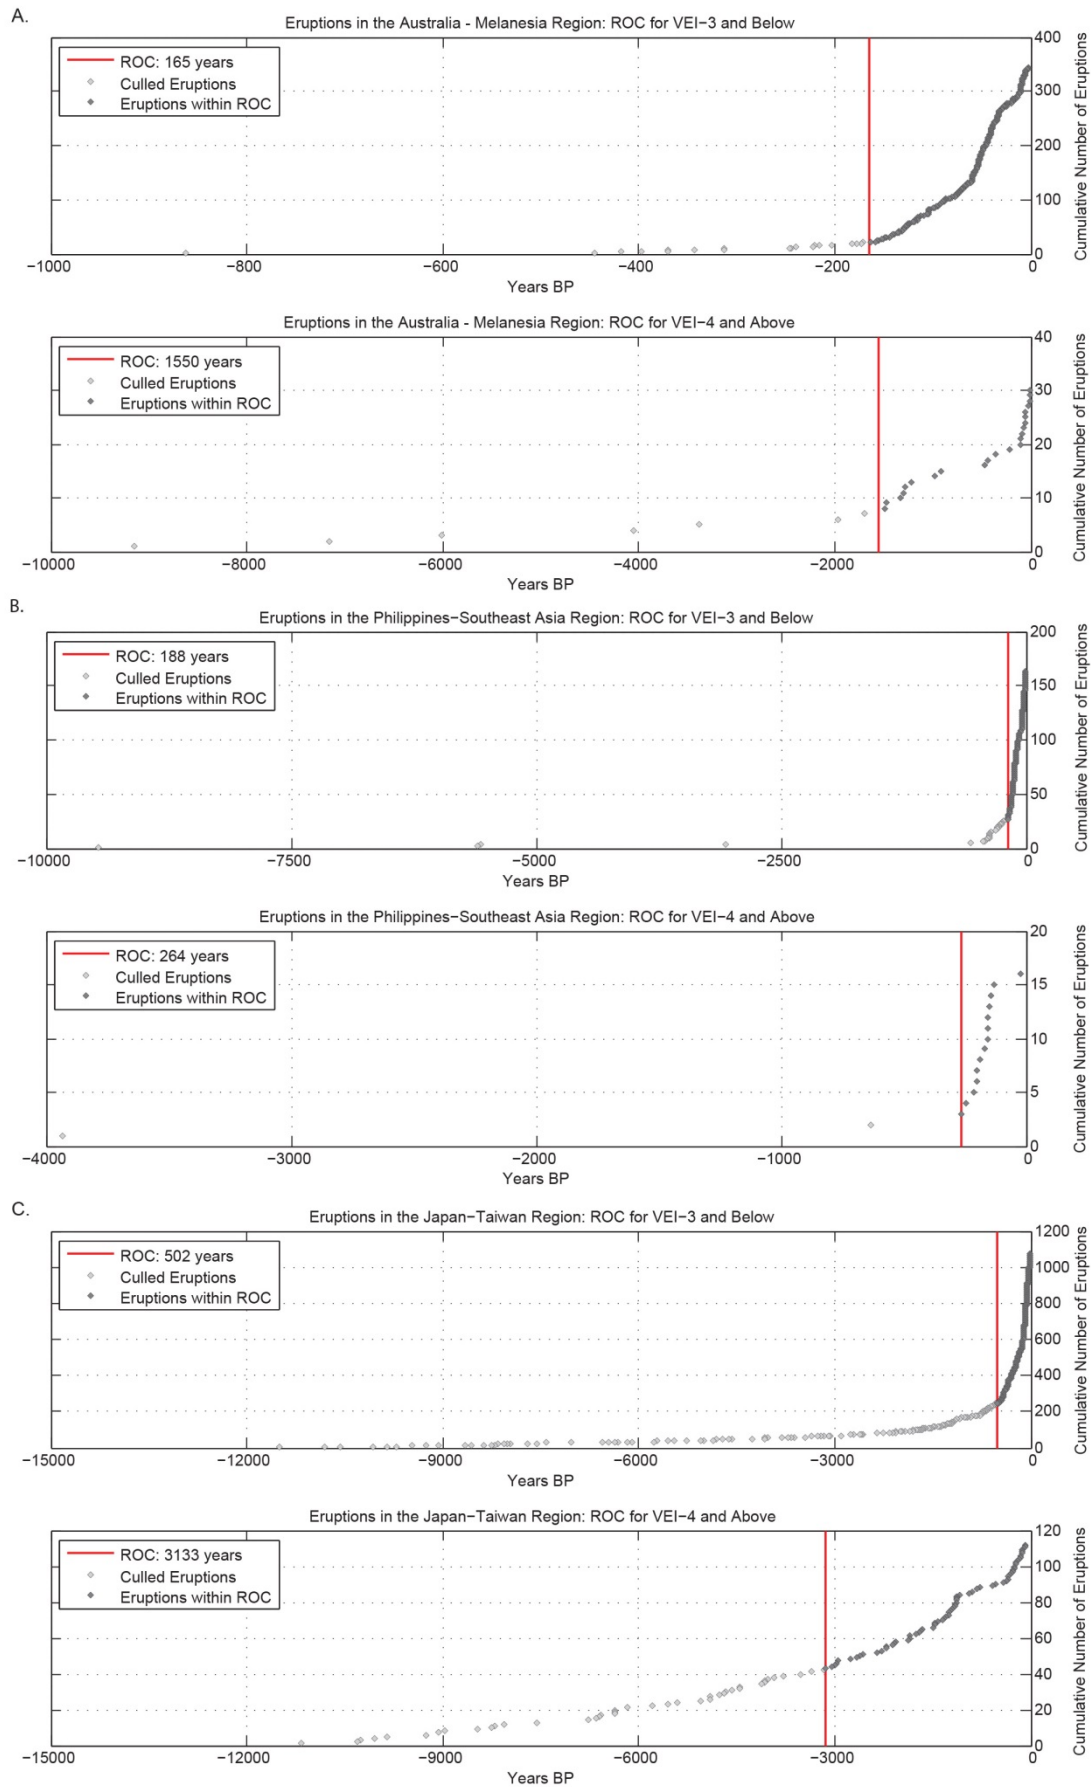 A.
Eruptions in the Australia - Melanesia Region: ROC for VEI−3 and Below
ROC: 165 years
Culled Eruptions
Eruptions within ROC
400
300
200
100
0
Cumulative Number of Eruptions
−1000 −800 −600 −400 −200 0
Years BP
Eruptions in the Australia - Melanesia Region: ROC for VEI−4 and Above
ROC: 1550 years
Culled Eruptions
Eruptions within ROC
40
30
20
10
0
Cumulative Number of Eruptions
−10000 −8000 −6000 −4000 −2000 0
Years BP
B.
Eruptions in the Philippines−Southeast Asia Region: ROC for VEI−3 and Below
ROC: 188 years
Culled Eruptions
Eruptions within ROC
200
150
100
50
0
Cumulative Number of Eruptions
−10000 −7500 −5000 −2500 0
Years BP
Eruptions in the Philippines−Southeast Asia Region: ROC for VEI−4 and Above
ROC: 264 years
Culled Eruptions
Eruptions within ROC
20
15
10
5
0
Cumulative Number of Eruptions
−4000 −3000 −2000 −1000 0
Years BP
C.
Eruptions in the Japan−Taiwan Region: ROC for VEI−3 and Below
ROC: 502 years
Culled Eruptions
Eruptions within ROC
1200
1000
800
600
400
200
0
Cumulative Number of Eruptions
−15000 −12000 −9000 −6000 −3000 0
Years BP
Eruptions in the Japan−Taiwan Region: ROC for VEI−4 and Above
ROC: 3133 years
Culled Eruptions
Eruptions within ROC
120
100
80
60
40
20
0
Cumulative Number of Eruptions
−15000 −12000 −9000 −6000 −3000 0
Years BP